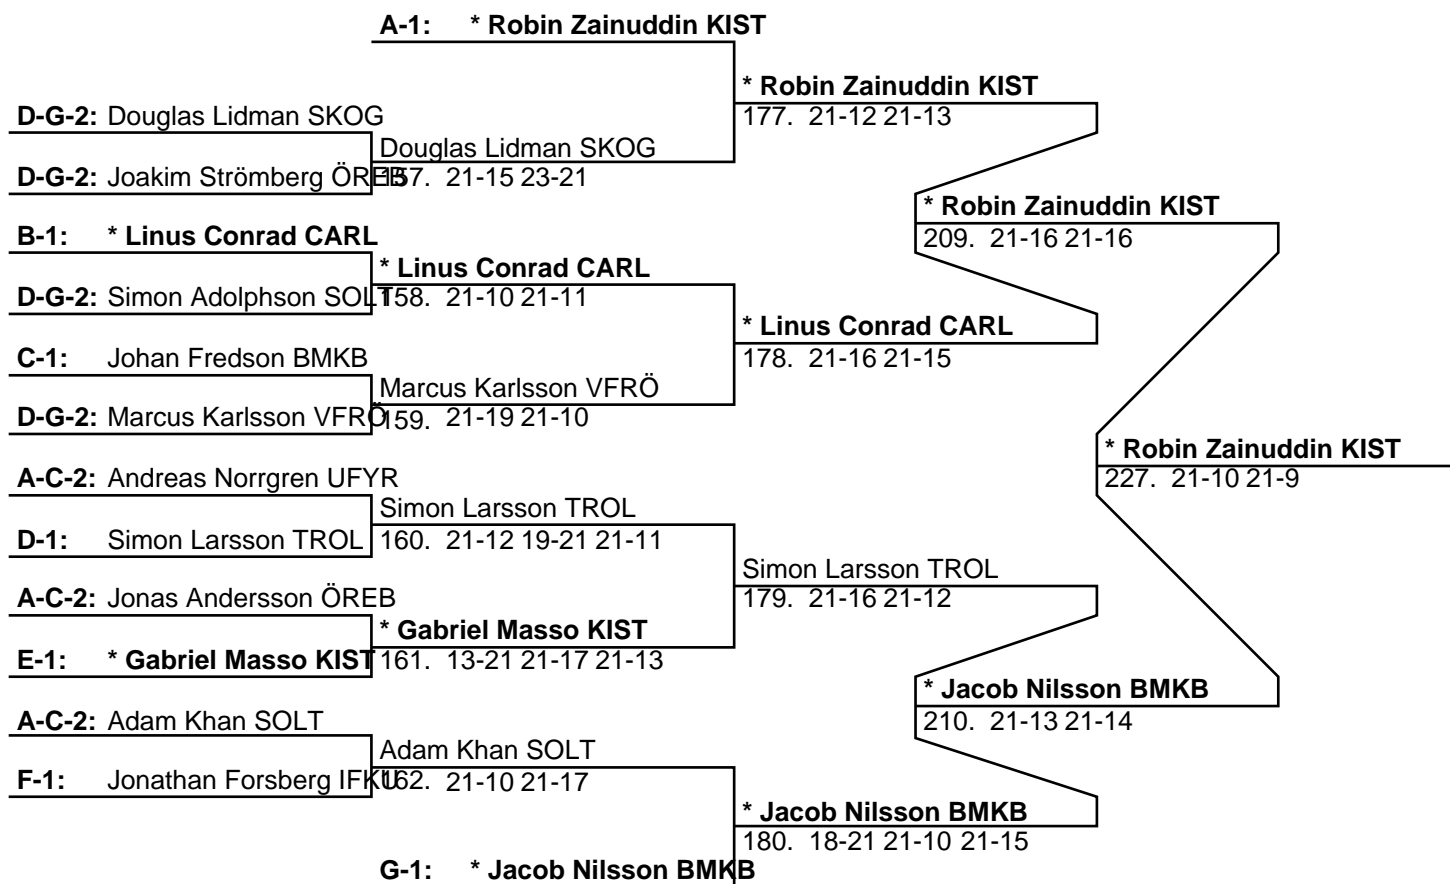 A-1: * Robin Zainuddin KIST
* Robin Zainuddin KIST
177. 21-12 21-13
D-G-2: Douglas Lidman SKOG
Douglas Lidman SKOG
157. 21-15 23-21
D-G-2: Joakim Strömberg ÖREB
* Robin Zainuddin KIST
209. 21-16 21-16
B-1: * Linus Conrad CARL
* Linus Conrad CARL
158. 21-10 21-11
D-G-2: Simon Adolphson SOLT
* Linus Conrad CARL
178. 21-16 21-15
C-1: Johan Fredson BMKB
Marcus Karlsson VFRÖ
159. 21-19 21-10
D-G-2: Marcus Karlsson VFRÖ
* Robin Zainuddin KIST
227. 21-10 21-9
A-C-2: Andreas Norrgren UFYR
Simon Larsson TROL
160. 21-12 19-21 21-11
D-1: Simon Larsson TROL
Simon Larsson TROL
179. 21-16 21-12
A-C-2: Jonas Andersson ÖREB
* Gabriel Masso KIST
161. 13-21 21-17 21-13
E-1: * Gabriel Masso KIST
* Jacob Nilsson BMKB
210. 21-13 21-14
A-C-2: Adam Khan SOLT
Adam Khan SOLT
162. 21-10 21-17
F-1: Jonathan Forsberg IFKU
* Jacob Nilsson BMKB
180. 18-21 21-10 21-15
G-1: * Jacob Nilsson BMKB